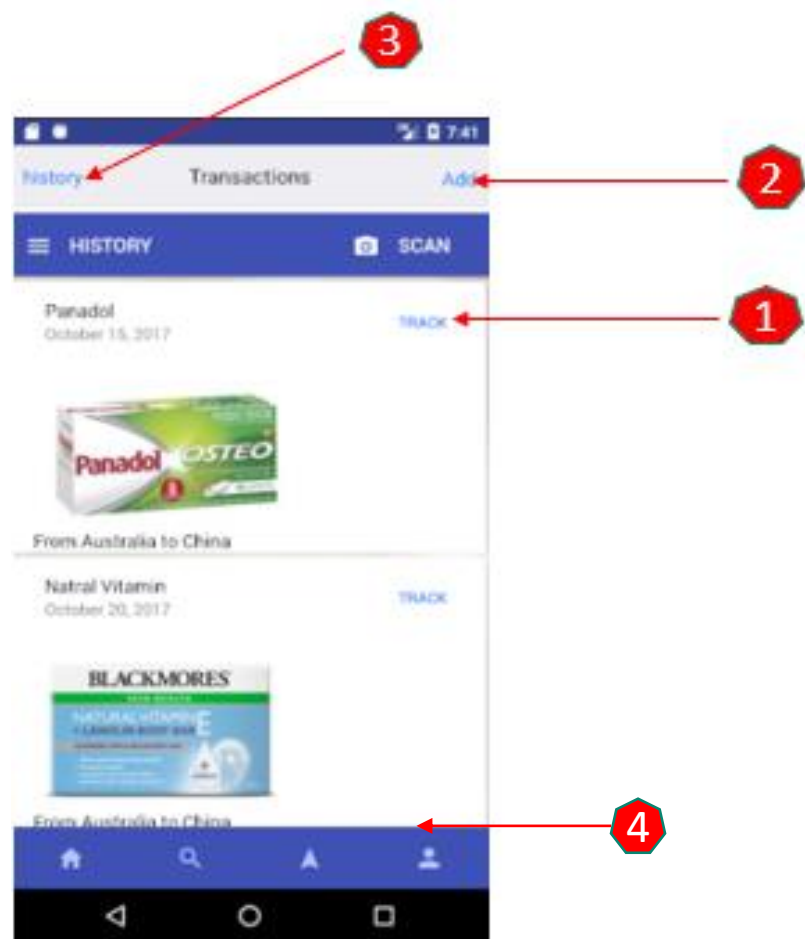 3
7:41
history Transactions Add
2
HISTORY SCAN
Panadol
October 15, 2017
TRACK
1
Panadol OSTEO
From Australia to China
Natral Vitamin
October 20, 2017
TRACK
BLACKMORES
NATURAL VITAMIN E
From Australia to China
4